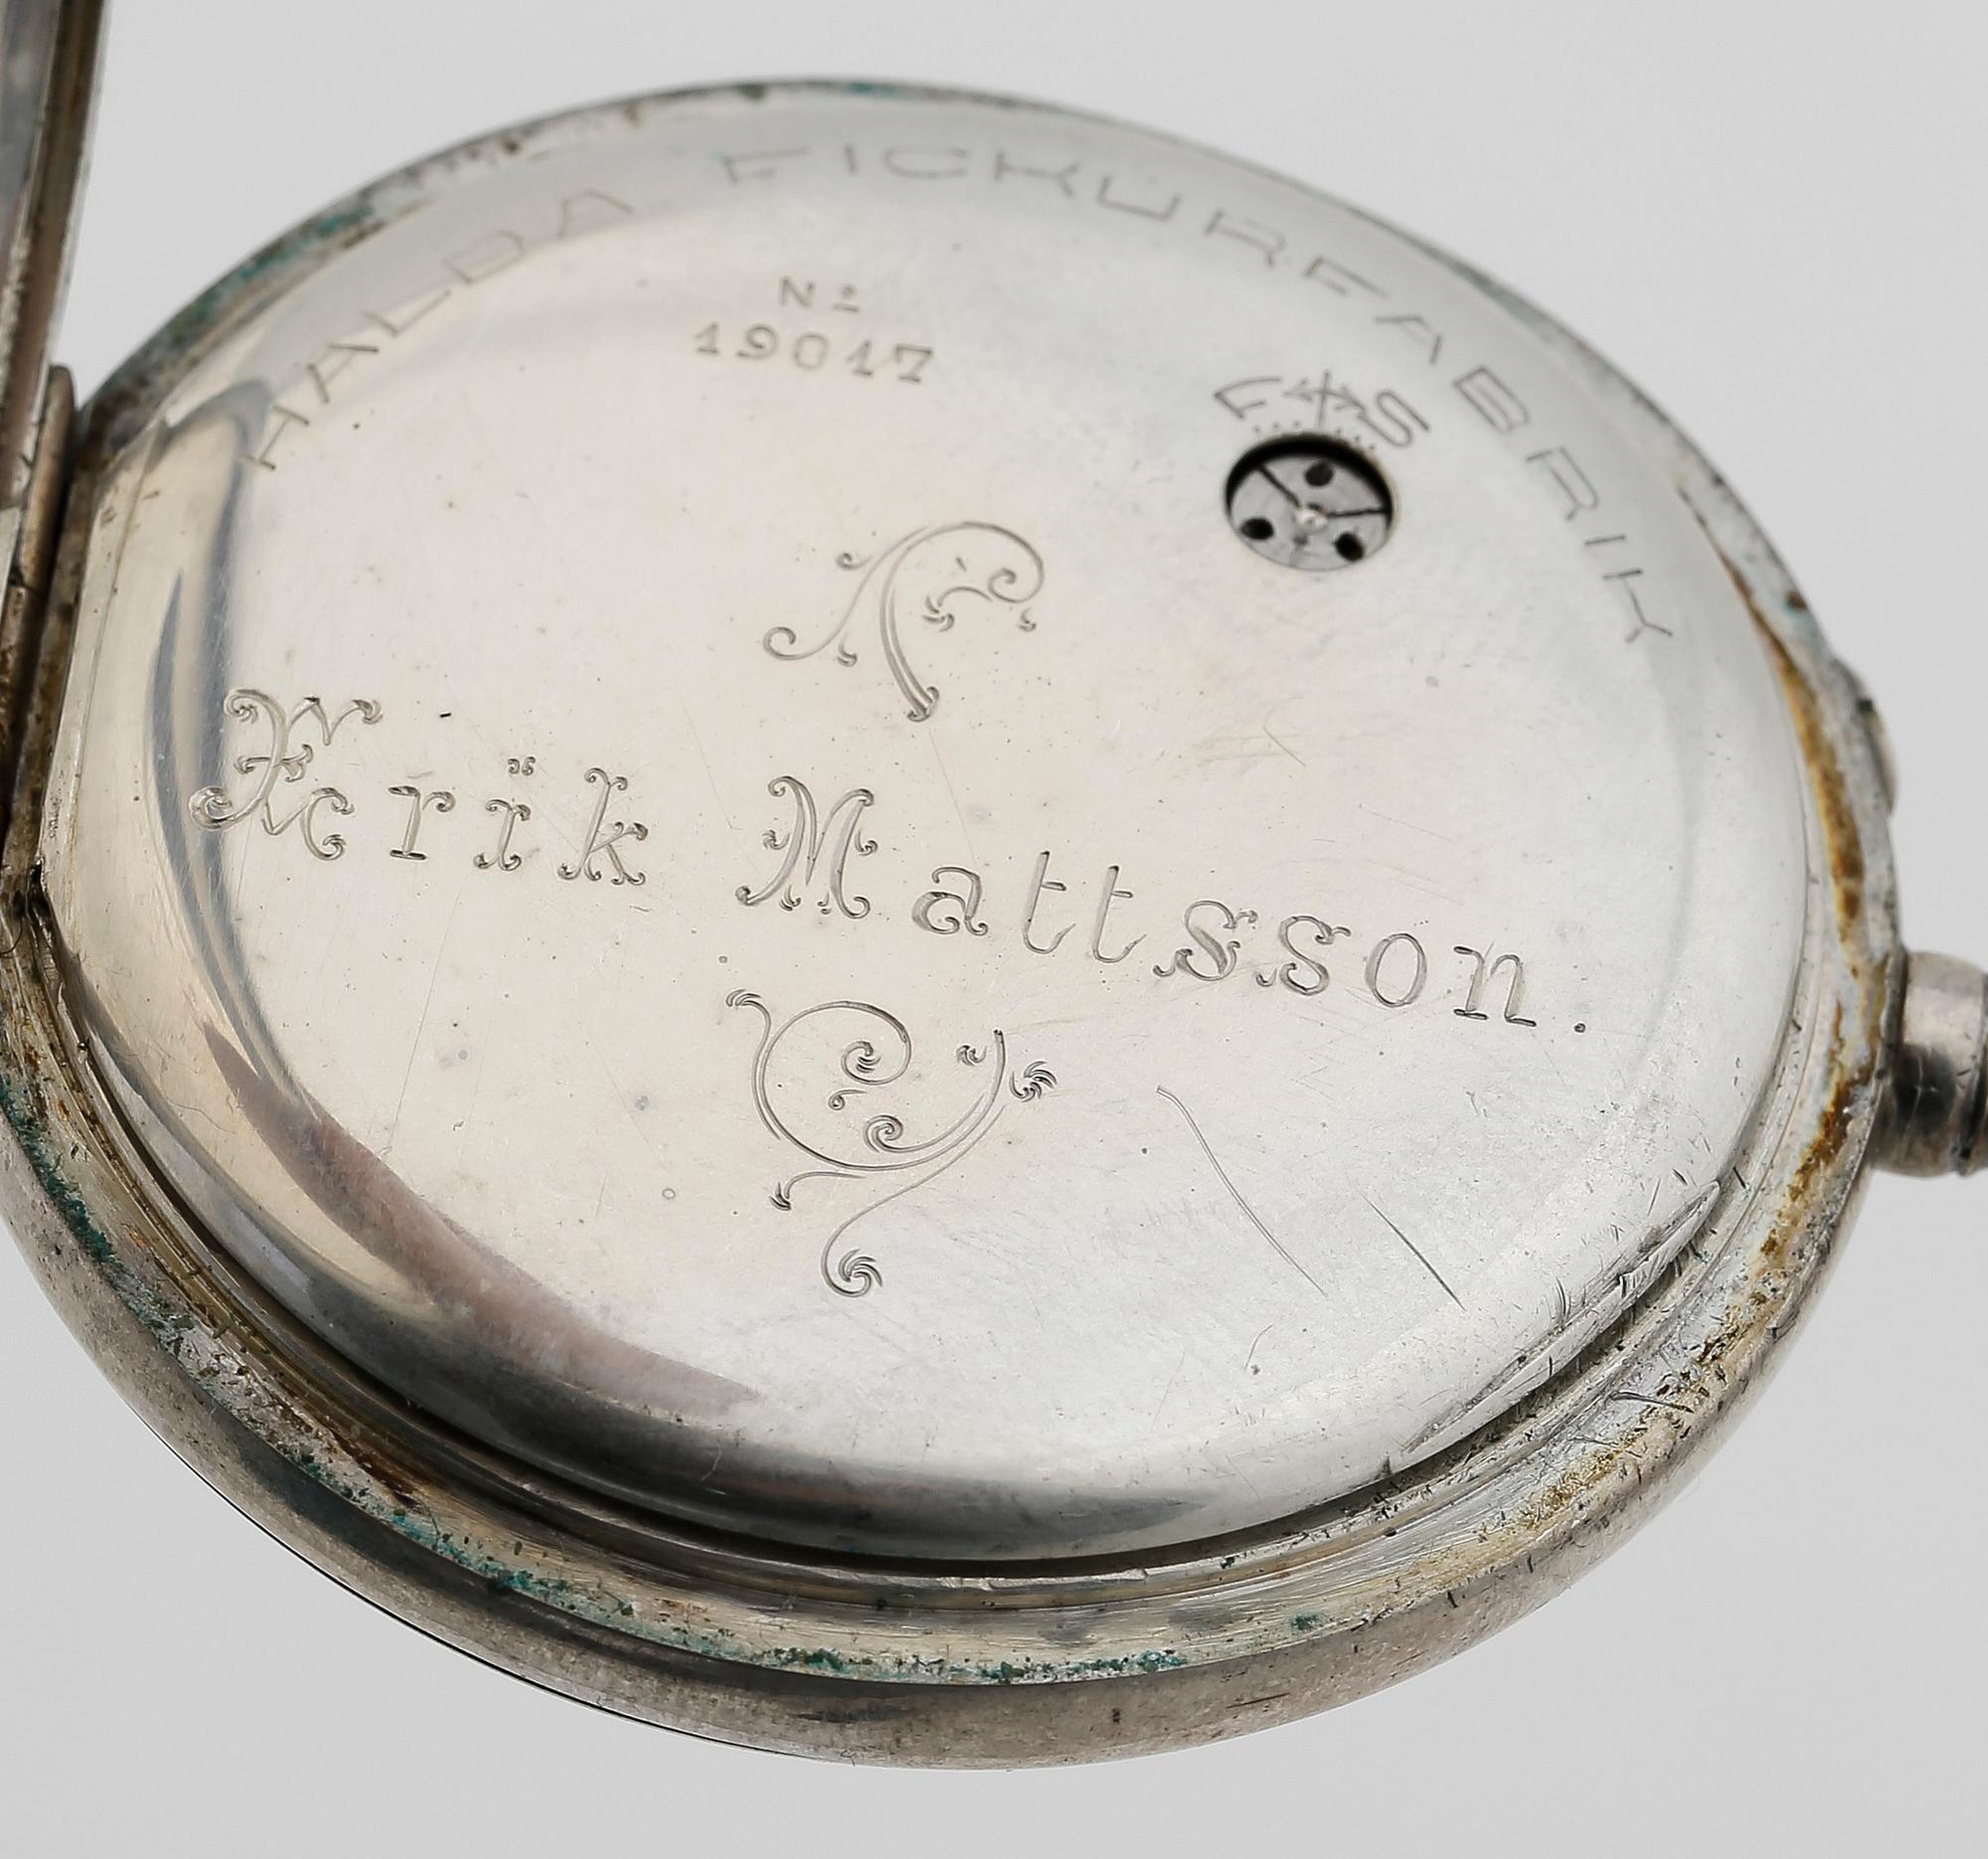 HALDA FICKURFABRIK
No
19017
F S
Erik Mattsson.